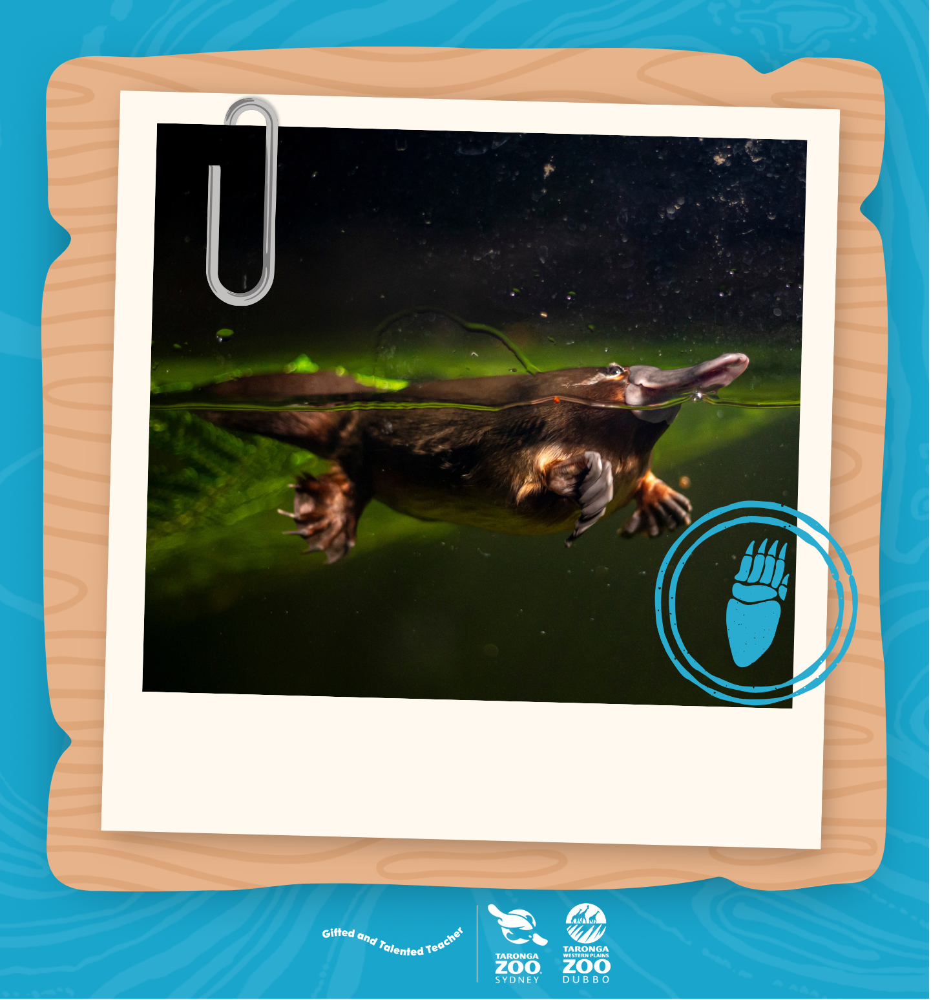 Gifted and Talented Teacher
TARONGA
ZOO
SYDNEY
TARONGA
WESTERN PLAINS
ZOO
DUBBO